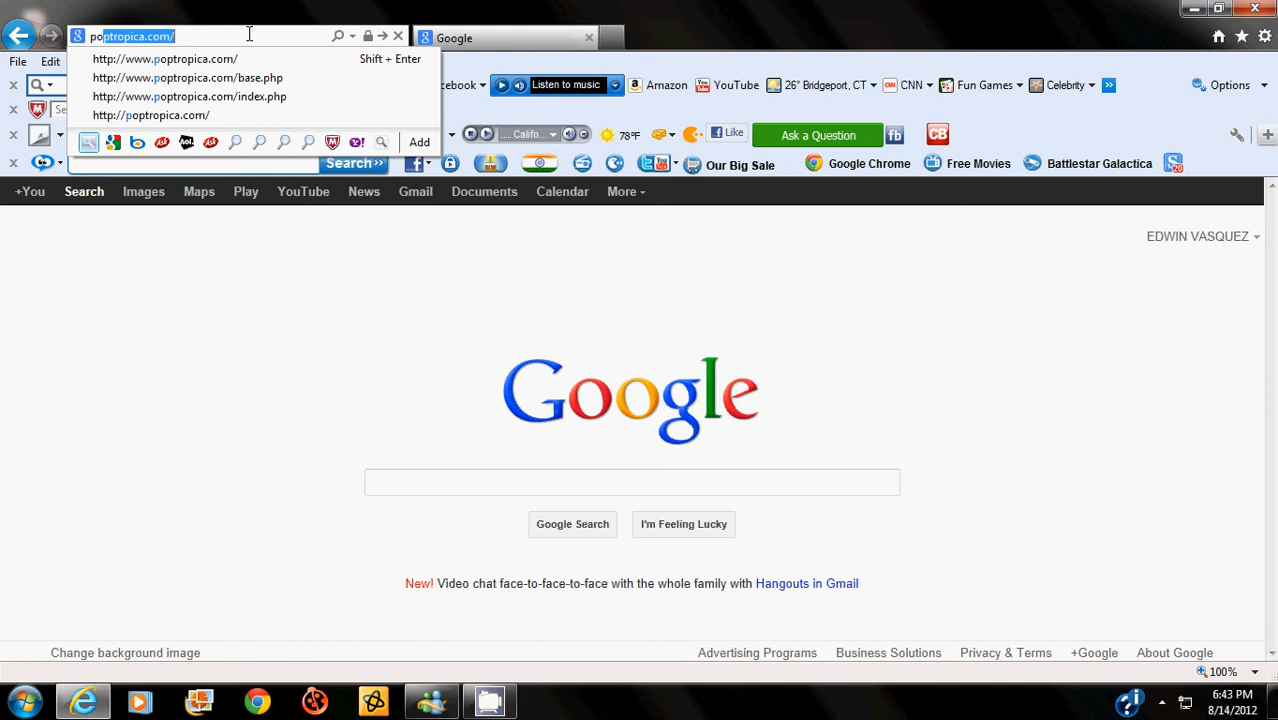 poptropica.com/
Google
http://www.poptropica.com/ Shift + Enter
http://www.poptropica.com/base.php
http://www.poptropica.com/index.php
http://poptropica.com/
Add
File Edit
cebook Listen to music Amazon YouTube 26° Bridgeport, CT CNN Fun Games Celebrity Options
Se
..... Califo... 78°F Like Ask a Question fb CB
Search>> Our Big Sale Google Chrome Free Movies Battlestar Galactica
+You Search Images Maps Play YouTube News Gmail Documents Calendar More
EDWIN VASQUEZ
Google
Google Search I'm Feeling Lucky
New! Video chat face-to-face-to-face with the whole family with Hangouts in Gmail
Change background image Advertising Programs Business Solutions Privacy & Terms +Google About Google
100%
6:43 PM
8/14/2012